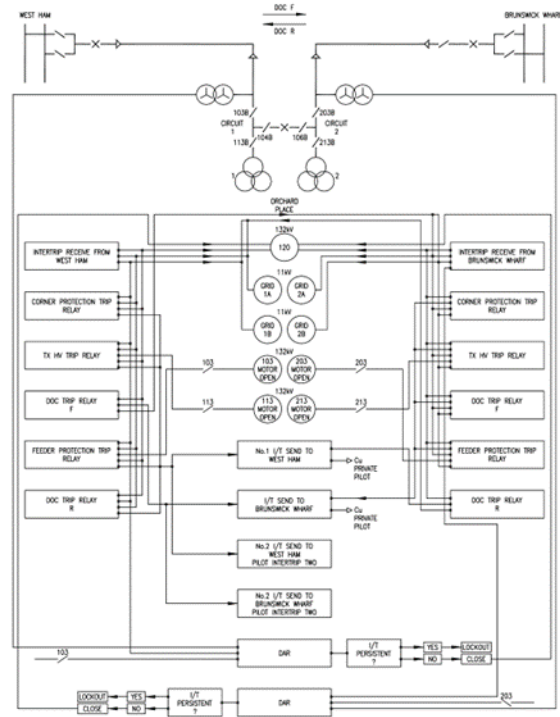 DOC F
DOC R
WEST HAM
BRUNSWICK WHARF
103B
203B
CIRCUIT
1
CIRCUIT
2
104B
106B
113B
213B
1
2
ORCHARD
PLACE
132kV
120
INTERTRIP RECEIVE FROM
WEST HAM
INTERTRIP RECEIVE FROM
BRUNSWICK WHARF
11kV
GRID
1A
GRID
2A
CORNER PROTECTION TRIP
RELAY
CORNER PROTECTION TRIP
RELAY
11kV
GRID
1B
GRID
2B
TX HV TRIP RELAY
TX HV TRIP RELAY
132kV
103
103
MOTOR
OPEN
203
MOTOR
OPEN
203
132kV
113
113
MOTOR
OPEN
213
MOTOR
OPEN
213
DOC TRIP RELAY
F
DOC TRIP RELAY
F
FEEDER PROTECTION TRIP
RELAY
No.1 I/T SEND TO
WEST HAM
Cu
PRIVATE
PILOT
FEEDER PROTECTION TRIP
RELAY
DOC TRIP RELAY
R
I/T SEND TO
BRUNSWICK WHARF
Cu
PRIVATE
PILOT
DOC TRIP RELAY
R
No.2 I/T SEND TO
WEST HAM
PILOT INTERTRIP TWO
No.2 I/T SEND TO
BRUNSWICK WHARF
PILOT INTERTRIP TWO
103
DAR
I/T
PERSISTENT
?
YES
LOCKOUT
NO
CLOSE
LOCKOUT
YES
CLOSE
NO
I/T
PERSISTENT
?
DAR
203